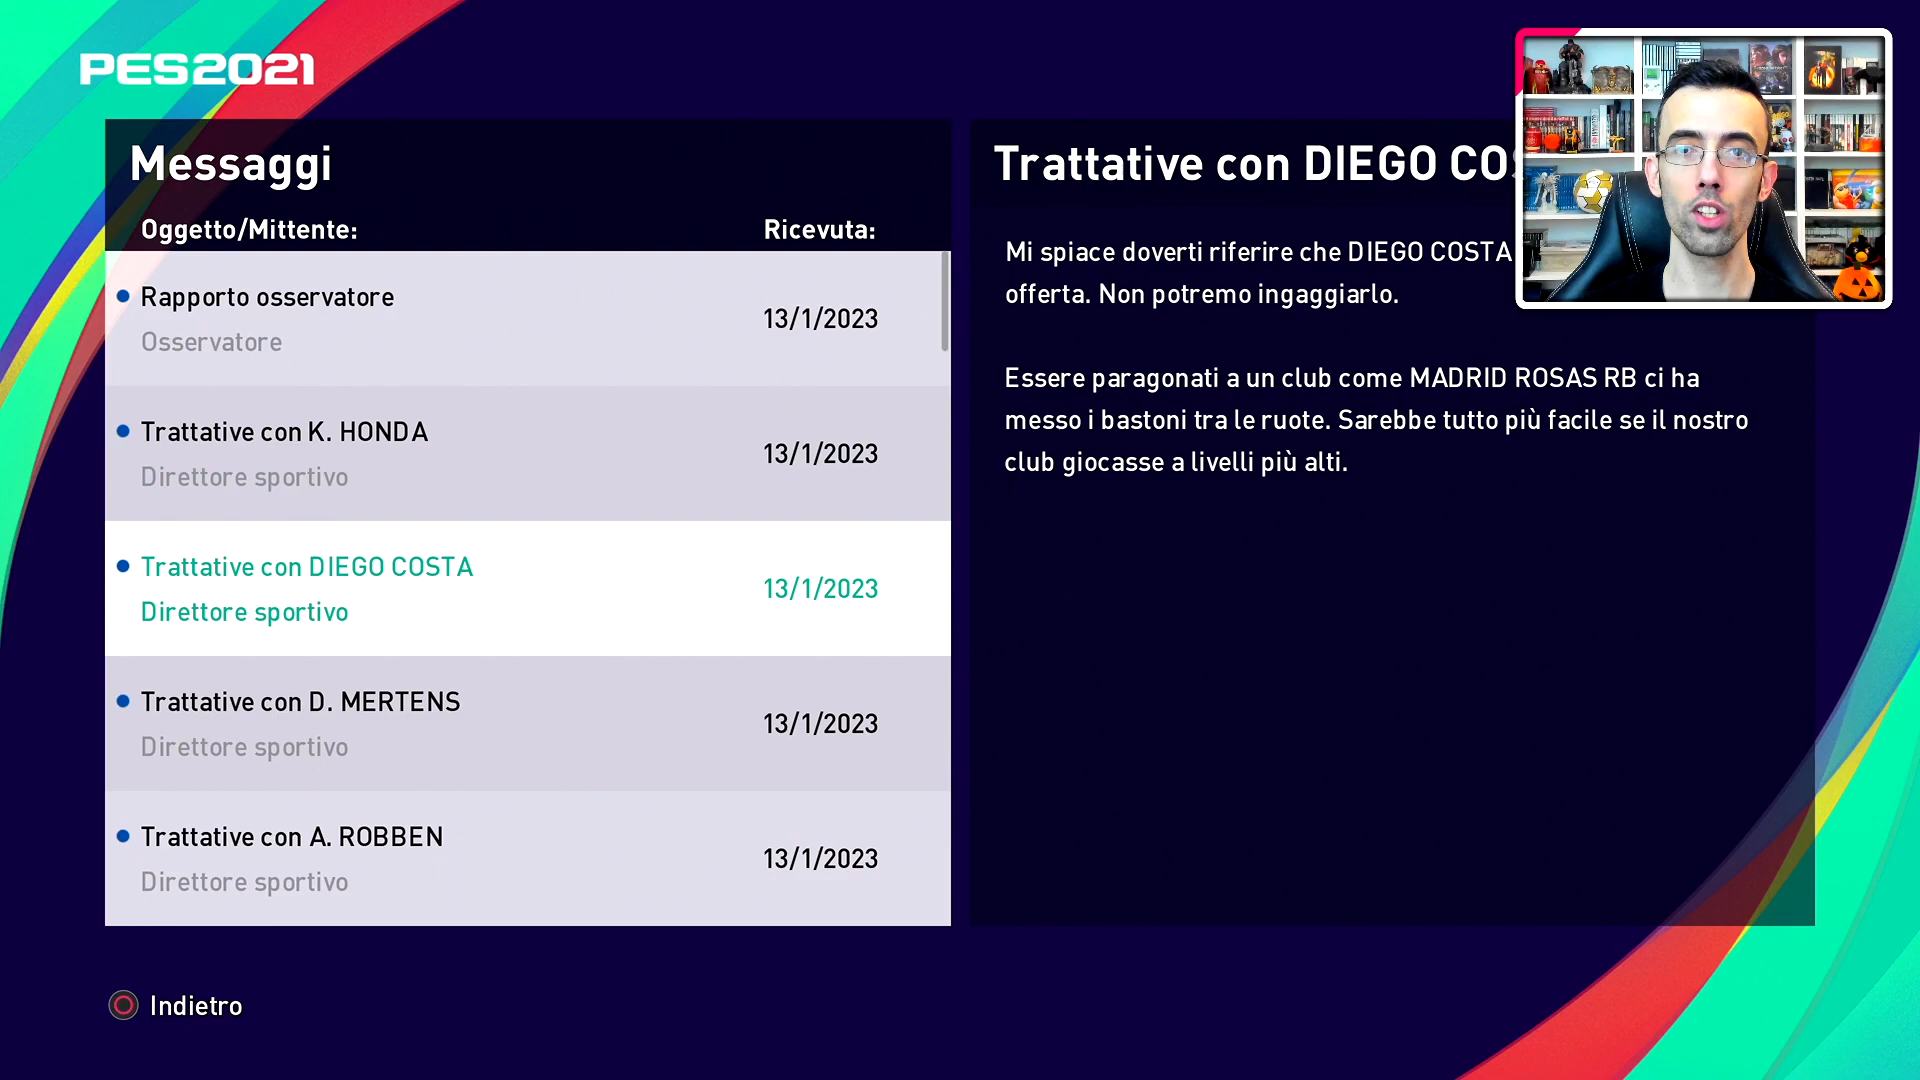 PES2021
Messaggi
Oggetto/Mittente:
Ricevuta:
Rapporto osservatore
Osservatore
13/1/2023
Trattative con K. HONDA
Direttore sportivo
13/1/2023
Trattative con DIEGO COSTA
Direttore sportivo
13/1/2023
Trattative con D. MERTENS
Direttore sportivo
13/1/2023
Trattative con A. ROBBEN
Direttore sportivo
13/1/2023
Trattative con DIEGO
Mi spiace doverti riferire che DIEGO COSTA
offerta. Non potremo ingaggiarlo.
Essere paragonati a un club come MADRID ROSAS RB ci ha
messo i bastoni tra le ruote. Sarebbe tutto più facile se il nostro
club giocasse a livelli più alti.
Indietro